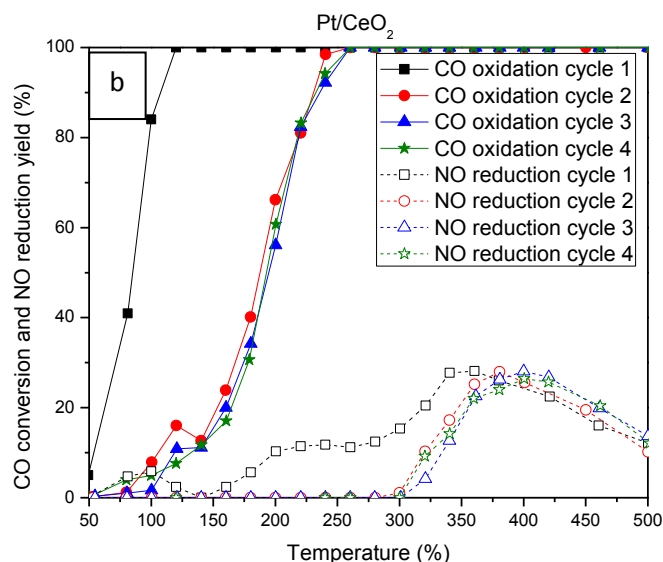 Pt/CeO₂
b
CO oxidation cycle 1
CO oxidation cycle 2
CO oxidation cycle 3
CO oxidation cycle 4
NO reduction cycle 1
NO reduction cycle 2
NO reduction cycle 3
NO reduction cycle 4
CO conversion and NO reduction yield (%)
100
80
60
40
20
0
50 100 150 200 250 300 350 400 450 500
Temperature (%)